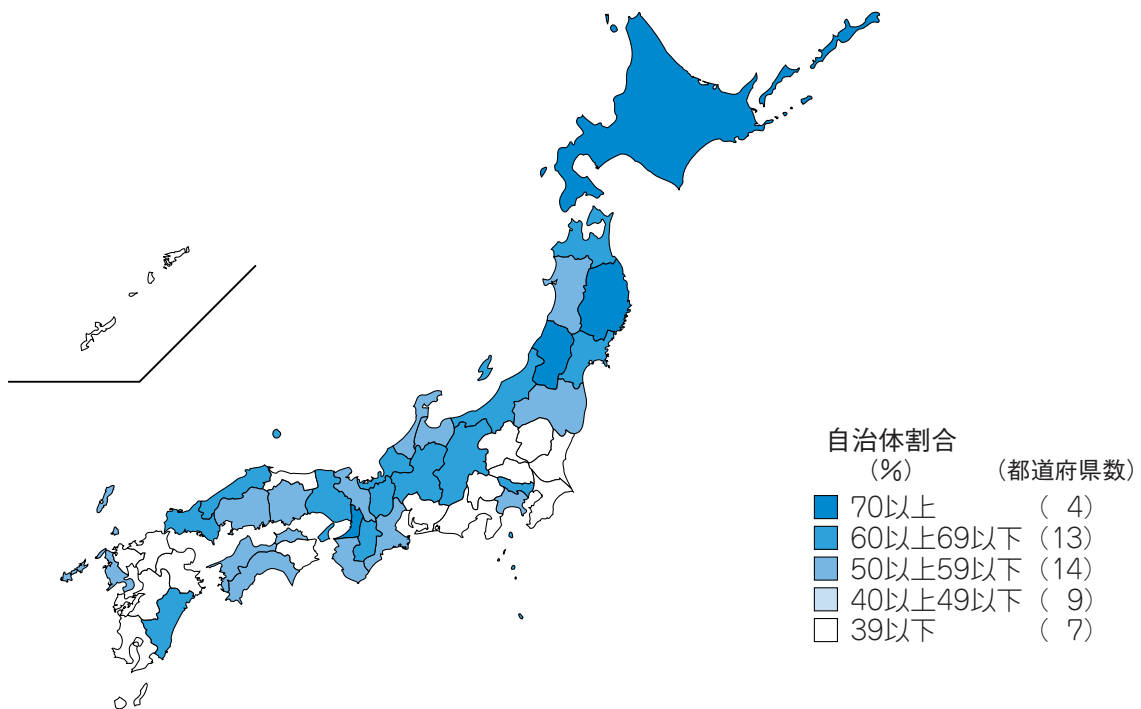 自治体割合
（%） （都道府県数）
70以上 （ 4）
60以上69以下（13）
50以上59以下（14）
40以上49以下（ 9）
39以下 （ 7）